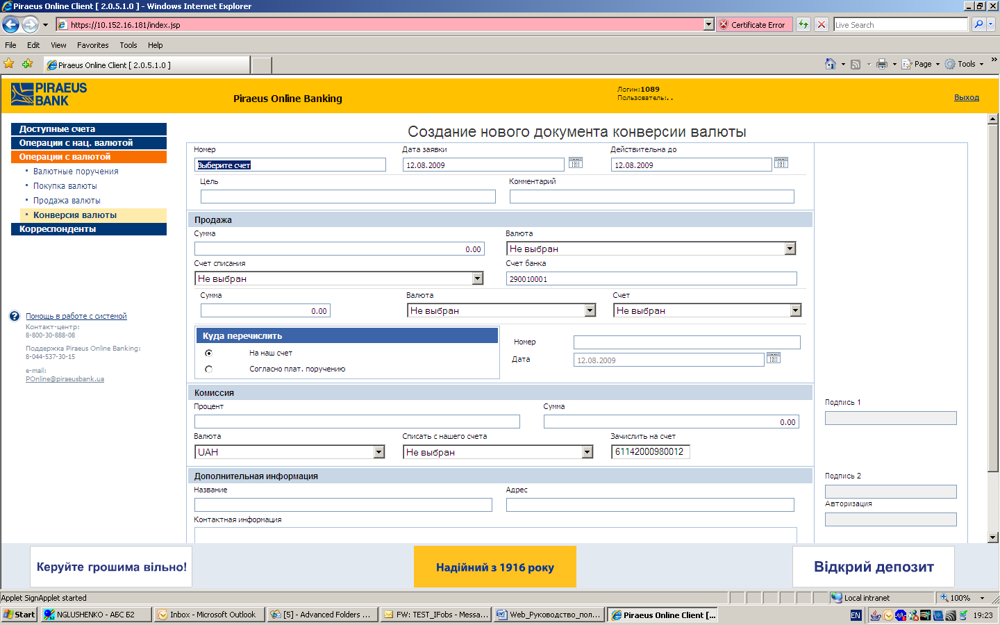 Piraeus Online Client [ 2.0.5.1.0 ] - Windows Internet Explorer
https://10.152.16.181/index.jsp
Certificate Error
Live Search
File Edit View Favorites Tools Help
Piraeus Online Client [ 2.0.5.1.0 ]
Page Tools »
PIRAEUS
BANK
Piraeus Online Banking
Логин:1089
Пользователь:. .
Выход
Доступные счета
Операции с нац. валютой
Операции с валютой
Валютные поручения
Покупка валюты
Продажа валюты
Конверсия валюты
Корреспонденты
Помощь в работе с системой
Контакт-центр:
8-800-30-888-08
Поддержка Piraeus Online Banking:
8-044-537-30-15
e-mail:
POnline@piraeusbank.ua
Создание нового документа конверсии валюты
Номер Дата заявки Действительна до
Выберите счет 12.08.2009 12.08.2009
Цель Комментарий
Продажа
Сумма Валюта
0.00 Не выбран
Счет списания Счет банка
Не выбран 290010001
Сумма Валюта Счет
0.00 Не выбран Не выбран
Куда перечислить
На наш счет
Согласно плат. поручению
Номер
Дата 12.08.2009
Комиссия
Процент Сумма
0.00
Валюта Списать с нашего счета Зачислить на счет
UAH Не выбран 61142000980012
Дополнительная информация
Название Адрес
Контактная информация
Подпись 1
Подпись 2
Авторизация
Керуйте грошима вільно!
Надійний з 1916 року
Відкрий депозит
Applet SignApplet started
Local intranet 100%
Start
NGLUSHENKO - АБС Б2
Inbox - Microsoft Outlook
[5] - Advanced Folders ...
FW: TEST_IFobs - Messa...
Web_Руководство_пол...
Piraeus Online Client [...
EN
19:23